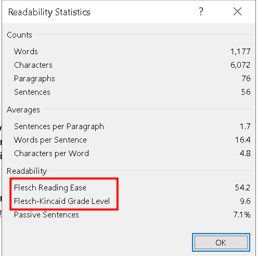 Readability Statistics ? ×
Counts
Words 1,177
Characters 6,072
Paragraphs 76
Sentences 56
Averages
Sentences per Paragraph 1.7
Words per Sentence 16.4
Characters per Word 4.8
Readability
Flesch Reading Ease 54.2
Flesch-Kincaid Grade Level 9.6
Passive Sentences 7.1%
OK